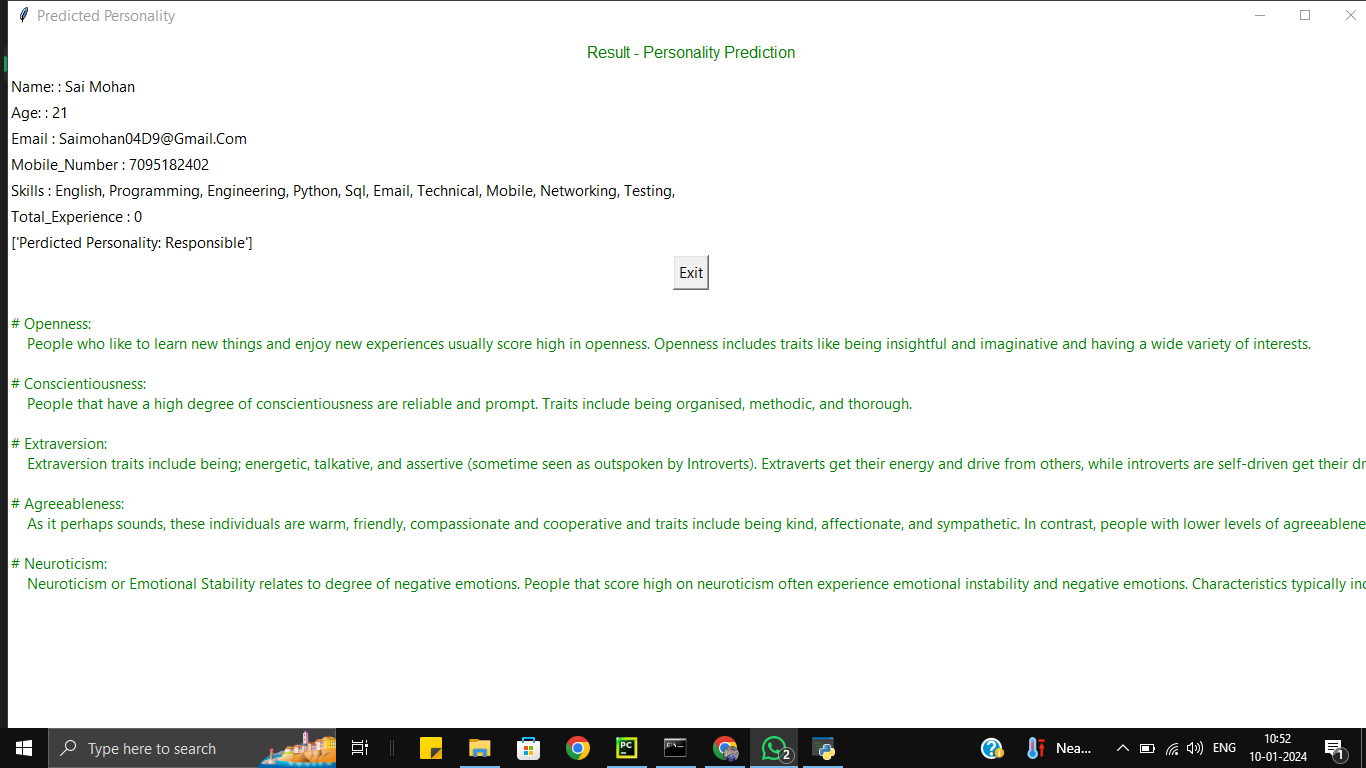 Predicted Personality
Result - Personality Prediction
Name: : Sai Mohan
Age: : 21
Email : Saimohan04D9@Gmail.Com
Mobile_Number : 7095182402
Skills : English, Programming, Engineering, Python, Sql, Email, Technical, Mobile, Networking, Testing,
Total_Experience : 0
['Perdicted Personality: Responsible']
Exit
# Openness:
People who like to learn new things and enjoy new experiences usually score high in openness. Openness includes traits like being insightful and imaginative and having a wide variety of interests.
# Conscientiousness:
People that have a high degree of conscientiousness are reliable and prompt. Traits include being organised, methodic, and thorough.
# Extraversion:
Extraversion traits include being; energetic, talkative, and assertive (sometime seen as outspoken by Introverts). Extraverts get their energy and drive from others, while introverts are self-driven get their dr
# Agreeableness:
As it perhaps sounds, these individuals are warm, friendly, compassionate and cooperative and traits include being kind, affectionate, and sympathetic. In contrast, people with lower levels of agreeablene
# Neuroticism:
Neuroticism or Emotional Stability relates to degree of negative emotions. People that score high on neuroticism often experience emotional instability and negative emotions. Characteristics typically inc
Type here to search
PC
2
Nea...
ENG
10:52
10-01-2024
1